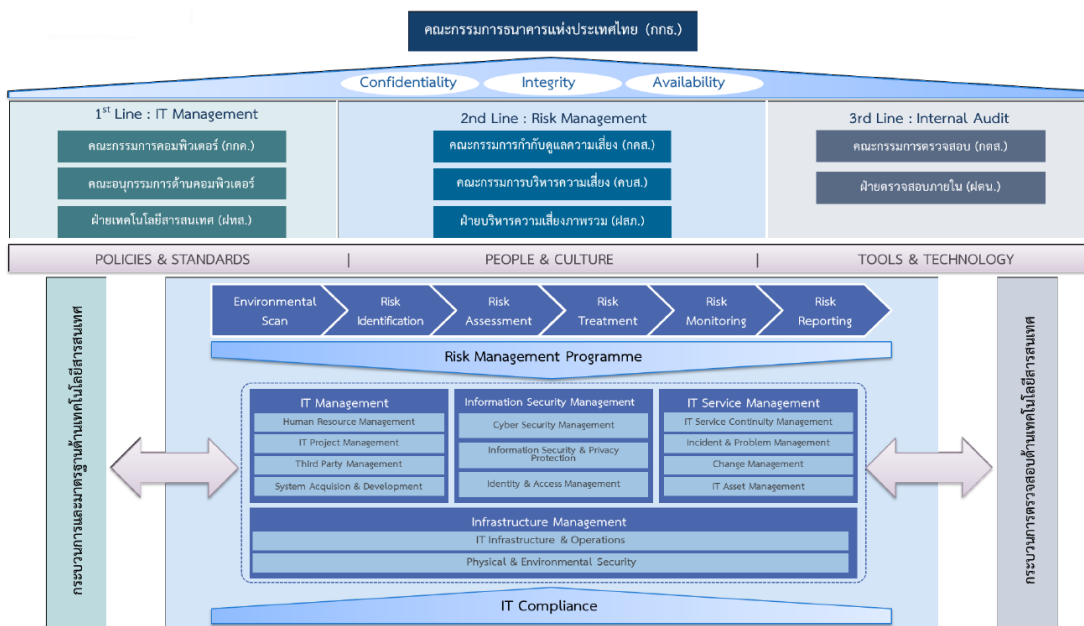 คณะกรรมการธนาคารแห่งประเทศไทย (กกธ.)
Confidentiality
Integrity
Availability
1st Line : IT Management
คณะกรรมการคอมพิวเตอร์ (กกค.)
คณะอนุกรรมการด้านคอมพิวเตอร์
ฝ่ายเทคโนโลยีสารสนเทศ (ฝทส.)
2nd Line : Risk Management
คณะกรรมการกำกับดูแลความเสี่ยง (กคส.)
คณะกรรมการบริหารความเสี่ยง (คบส.)
ฝ่ายบริหารความเสี่ยงภาพรวม (ฝสภ.)
3rd Line : Internal Audit
คณะกรรมการตรวจสอบ (กตส.)
ฝ่ายตรวจสอบภายใน (ฝตน.)
POLICIES & STANDARDS | PEOPLE & CULTURE | TOOLS & TECHNOLOGY
กระบวนการและมาตรฐานด้านเทคโนโลยีสารสนเทศ
Environmental
Scan
Risk
Identification
Risk
Assessment
Risk
Treatment
Risk
Monitoring
Risk
Reporting
Risk Management Programme
IT Management
Human Resource Management
IT Project Management
Third Party Management
System Acquision & Development
Information Security Management
Cyber Security Management
Information Security & Privacy
Protection
Identity & Access Management
IT Service Management
IT Service Continuity Management
Incident & Problem Management
Change Management
IT Asset Management
Infrastructure Management
IT Infrastructure & Operations
Physical & Environmental Security
IT Compliance
กระบวนการตรวจสอบด้านเทคโนโลยีสารสนเทศ